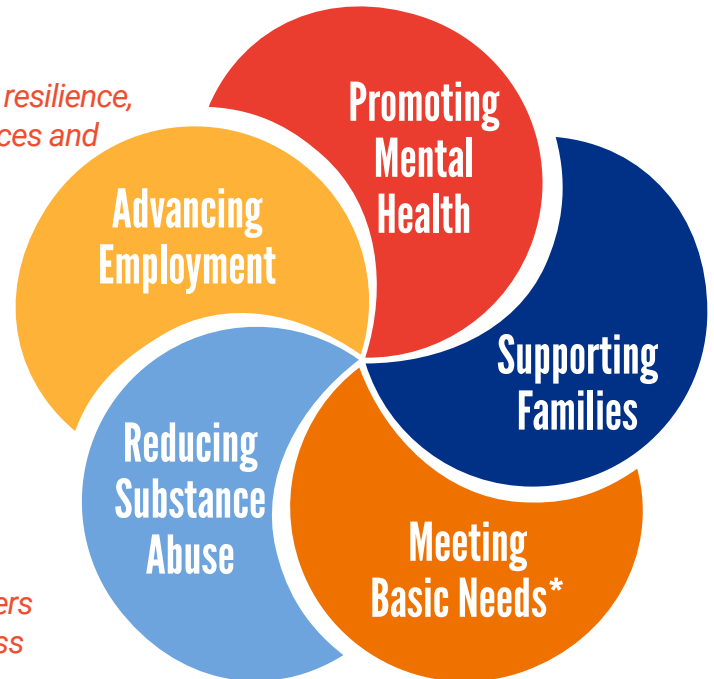 resilience,
ces and
Promoting
Mental
Health
Advancing
Employment
Supporting
Families
Reducing
Substance
Abuse
Meeting
Basic Needs*
ers
ss